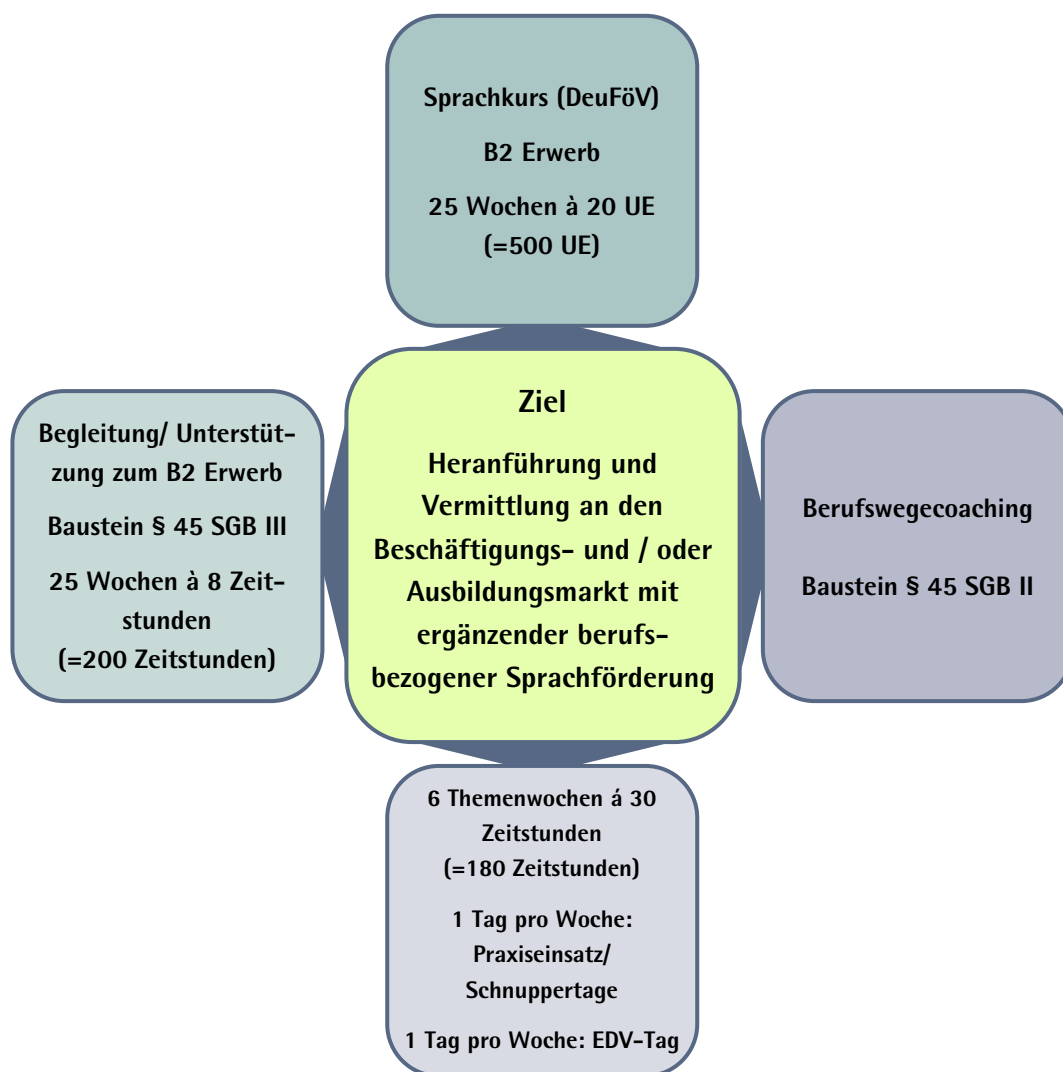 Sprachkurs (DeuFöV)
B2 Erwerb
25 Wochen à 20 UE
(=500 UE)
Ziel
Heranführung und
Vermittlung an den
Beschäftigungs- und / oder
Ausbildungsmarkt mit
ergänzender berufs-
bezogener Sprachförderung
Begleitung/ Unterstüt-
zung zum B2 Erwerb
Baustein § 45 SGB III
25 Wochen à 8 Zeit-
stunden
(=200 Zeitstunden)
Berufswegecoaching
Baustein § 45 SGB II
6 Themenwochen á 30
Zeitstunden
(=180 Zeitstunden)
1 Tag pro Woche:
Praxiseinsatz/
Schnuppertage
1 Tag pro Woche: EDV-Tag